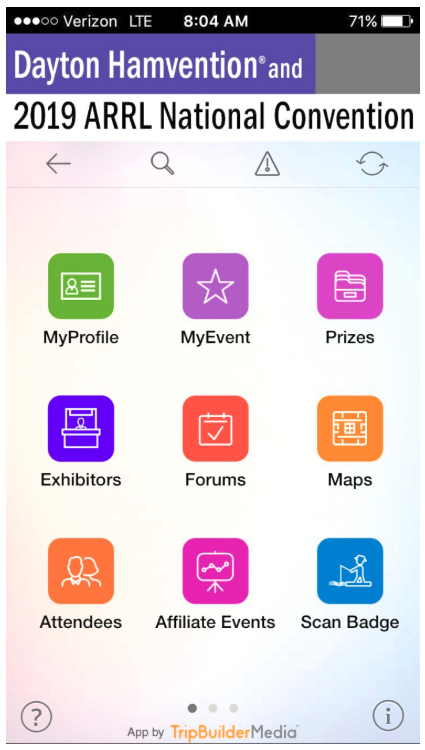 ●●●○○ Verizon LTE 8:04 AM 71%
Dayton Hamvention® and
2019 ARRL National Convention
MyProfile MyEvent Prizes
Exhibitors Forums Maps
Attendees Affiliate Events Scan Badge
? i
App by TripBuilderMedia